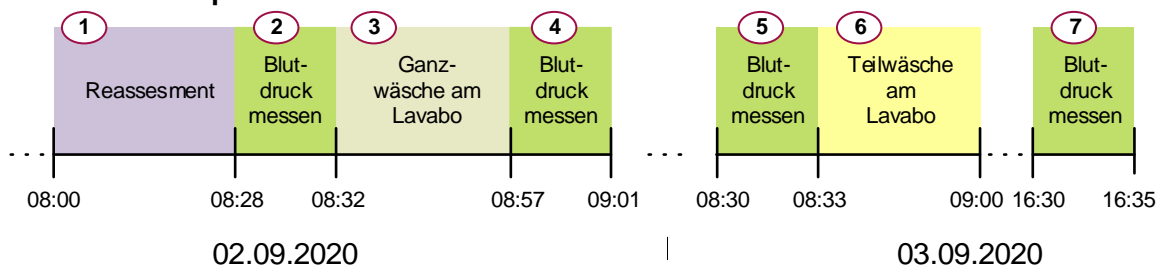 1
2
3
4
5
6
7
Reassesment
Blut-
druck
messen
Ganz-
wäsche am
Lavabo
Blut-
druck
messen
Blut-
druck
messen
Teilwäsche
am
Lavabo
Blut-
druck
messen
. . .
. . .
. . .
08:00
08:28
08:32
08:57
09:01
08:30
08:33
09:00
16:30
16:35
02.09.2020
03.09.2020